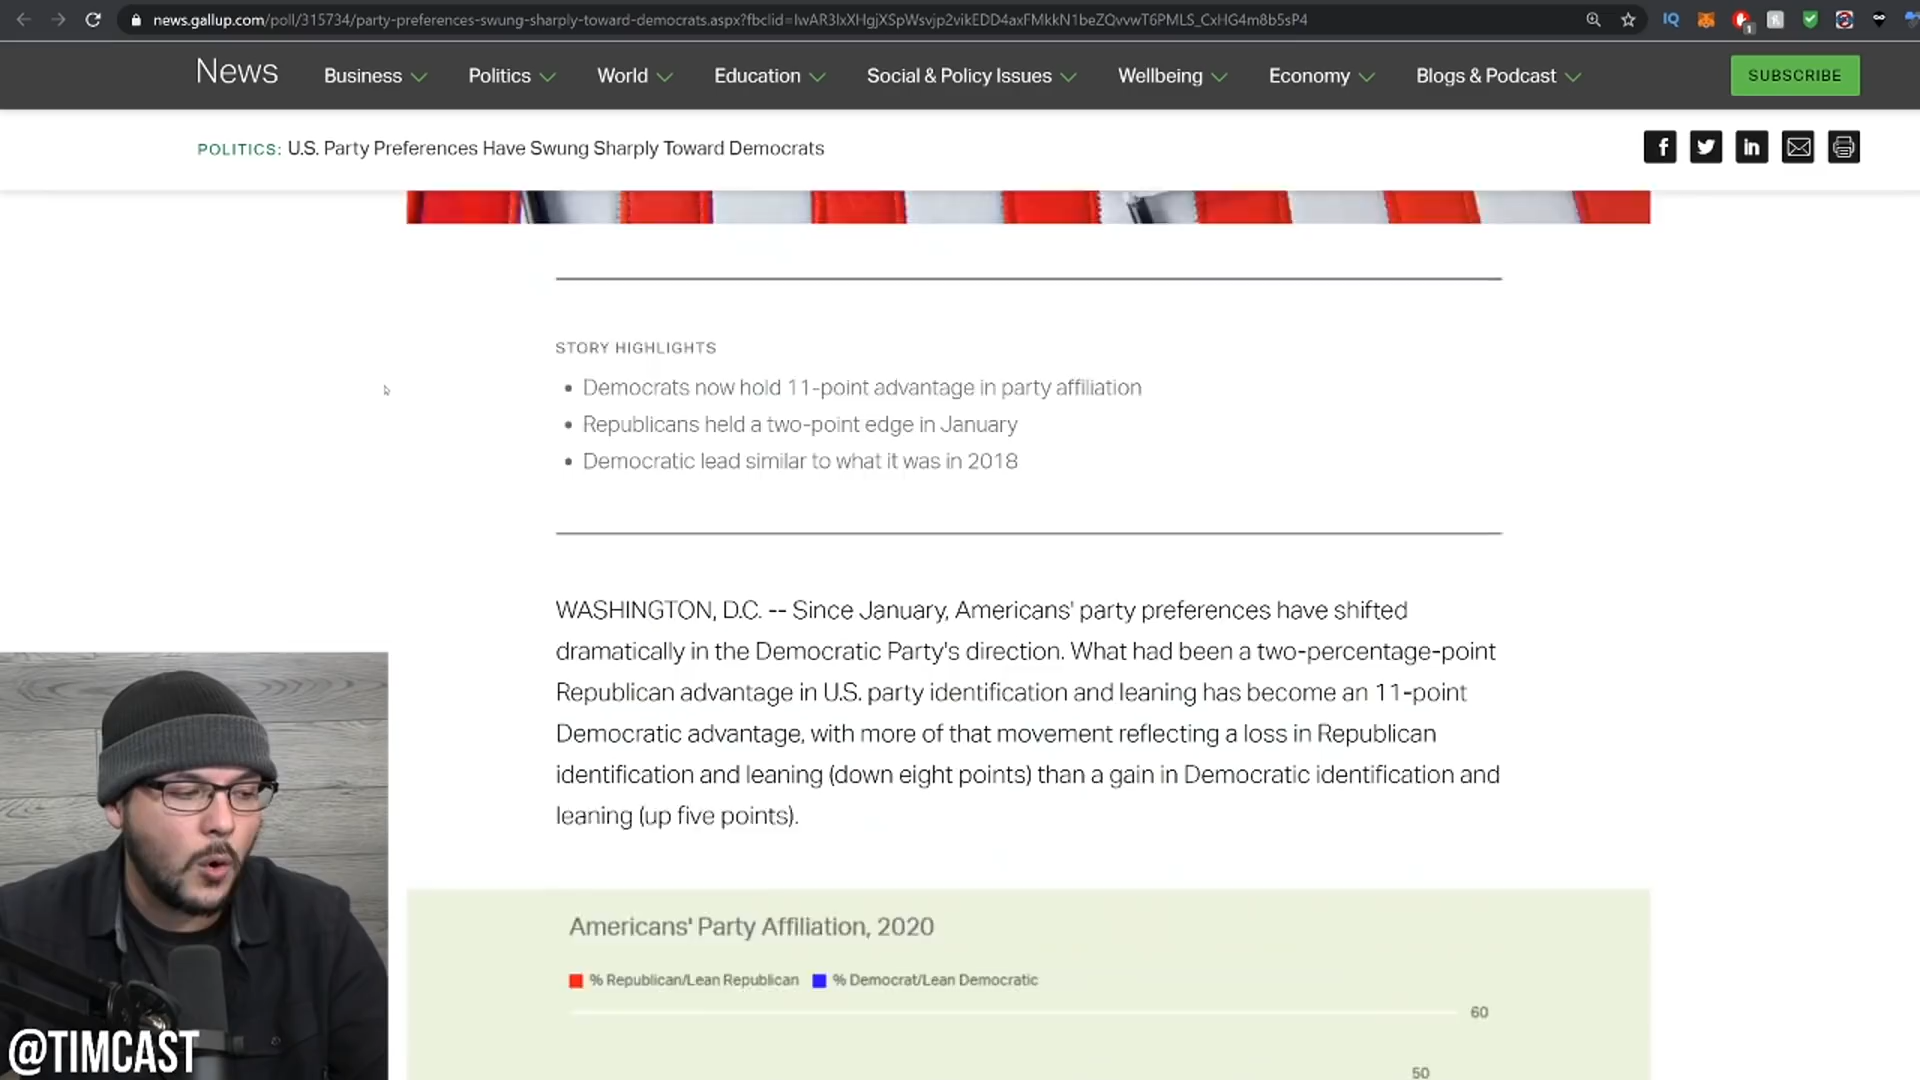 news.gallup.com/poll/315734/party-preferences-swung-sharply-toward-democrats.aspx?fbclid=IwAR3lxXHgjXSpWsvjp2vikEDD4axFMkkN1beZQvvwT6PMLS_CxHG4m8b5sP4
IQ
1
News Business Politics World Education Social & Policy Issues Wellbeing Economy Blogs & Podcast SUBSCRIBE
POLITICS: U.S. Party Preferences Have Swung Sharply Toward Democrats
STORY HIGHLIGHTS
• Democrats now hold 11-point advantage in party affiliation
• Republicans held a two-point edge in January
• Democratic lead similar to what it was in 2018
WASHINGTON, D.C. -- Since January, Americans' party preferences have shifted
dramatically in the Democratic Party's direction. What had been a two-percentage-point
Republican advantage in U.S. party identification and leaning has become an 11-point
Democratic advantage, with more of that movement reflecting a loss in Republican
identification and leaning (down eight points) than a gain in Democratic identification and
leaning (up five points).
Americans' Party Affiliation, 2020
% Republican/Lean Republican % Democrat/Lean Democratic
60
50
@TIMCAST